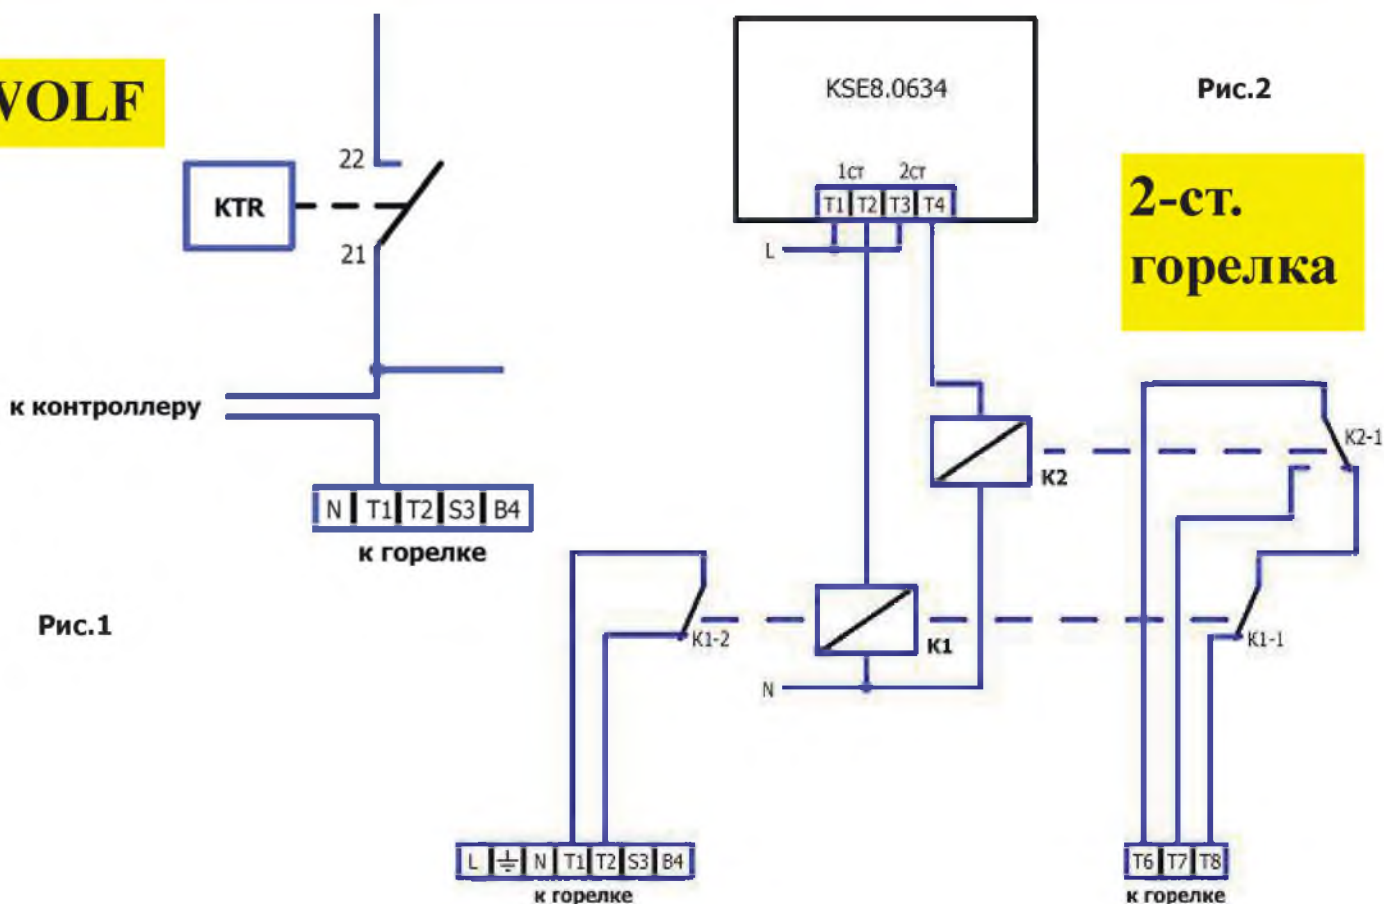 WOLF
KTR
22
21
к контроллеру
N T1 T2 S3 B4
к горелке
Рис.1
KSE8.0634
1ст 2ст
T1 T2 T3 T4
L
Рис.2
2-ст.
горелка
K2
K2-1
K1-2
K1
K1-1
N
L N T1 T2 S3 B4
к горелке
T6 T7 T8
к горелке